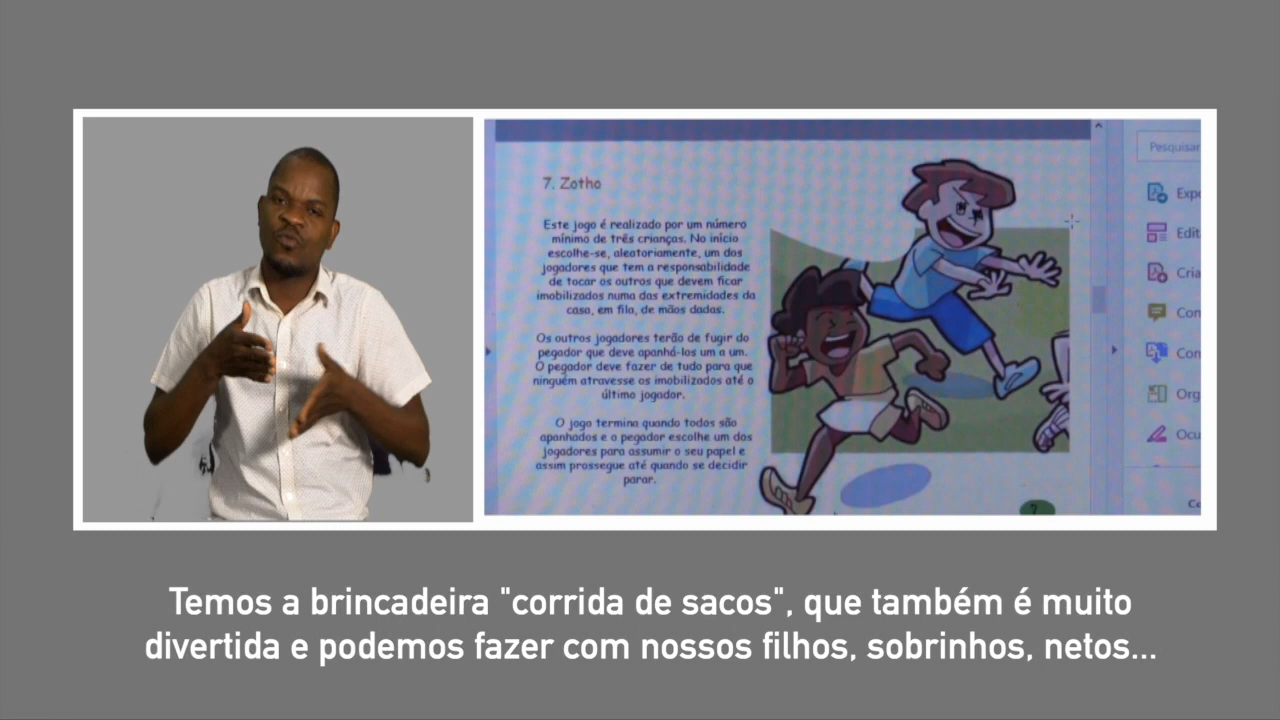 7. Zotho
Este jogo é realizado por um número
mínimo de três crianças. No início
escolhe-se, aleatoriamente, um dos
jogadores que tem a responsabilidade
de tocar os outros que devem ficar
imobilizados numa das extremidades da
casa, em fila, de mãos dadas.
Os outros jogadores terão de fugir do
pegador que deve apanhá-los um a um.
O pegador deve fazer de tudo para que
ninguém atravesse os imobilizados até o
último jogador.
O jogo termina quando todos são
apanhados e o pegador escolhe um dos
jogadores para assumir o seu papel e
assim prossegue até quando se decidir
parar.
7
Pesquisar
Expo
Edit
Cria
Con
Con
Org
Ocu
Ce
Temos a brincadeira "corrida de sacos", que também é muito
divertida e podemos fazer com nossos filhos, sobrinhos, netos...